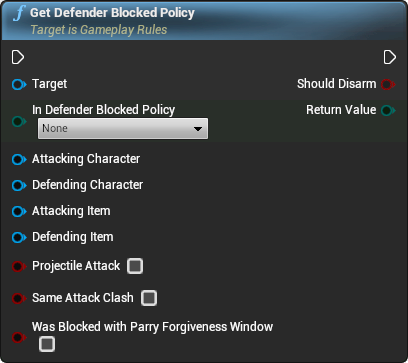 f Get Defender Blocked Policy
Target is Gameplay Rules
Target
Should Disarm
In Defender Blocked Policy
Return Value
None
Attacking Character
Defending Character
Attacking Item
Defending Item
Projectile Attack
Same Attack Clash
Was Blocked with Parry Forgiveness Window